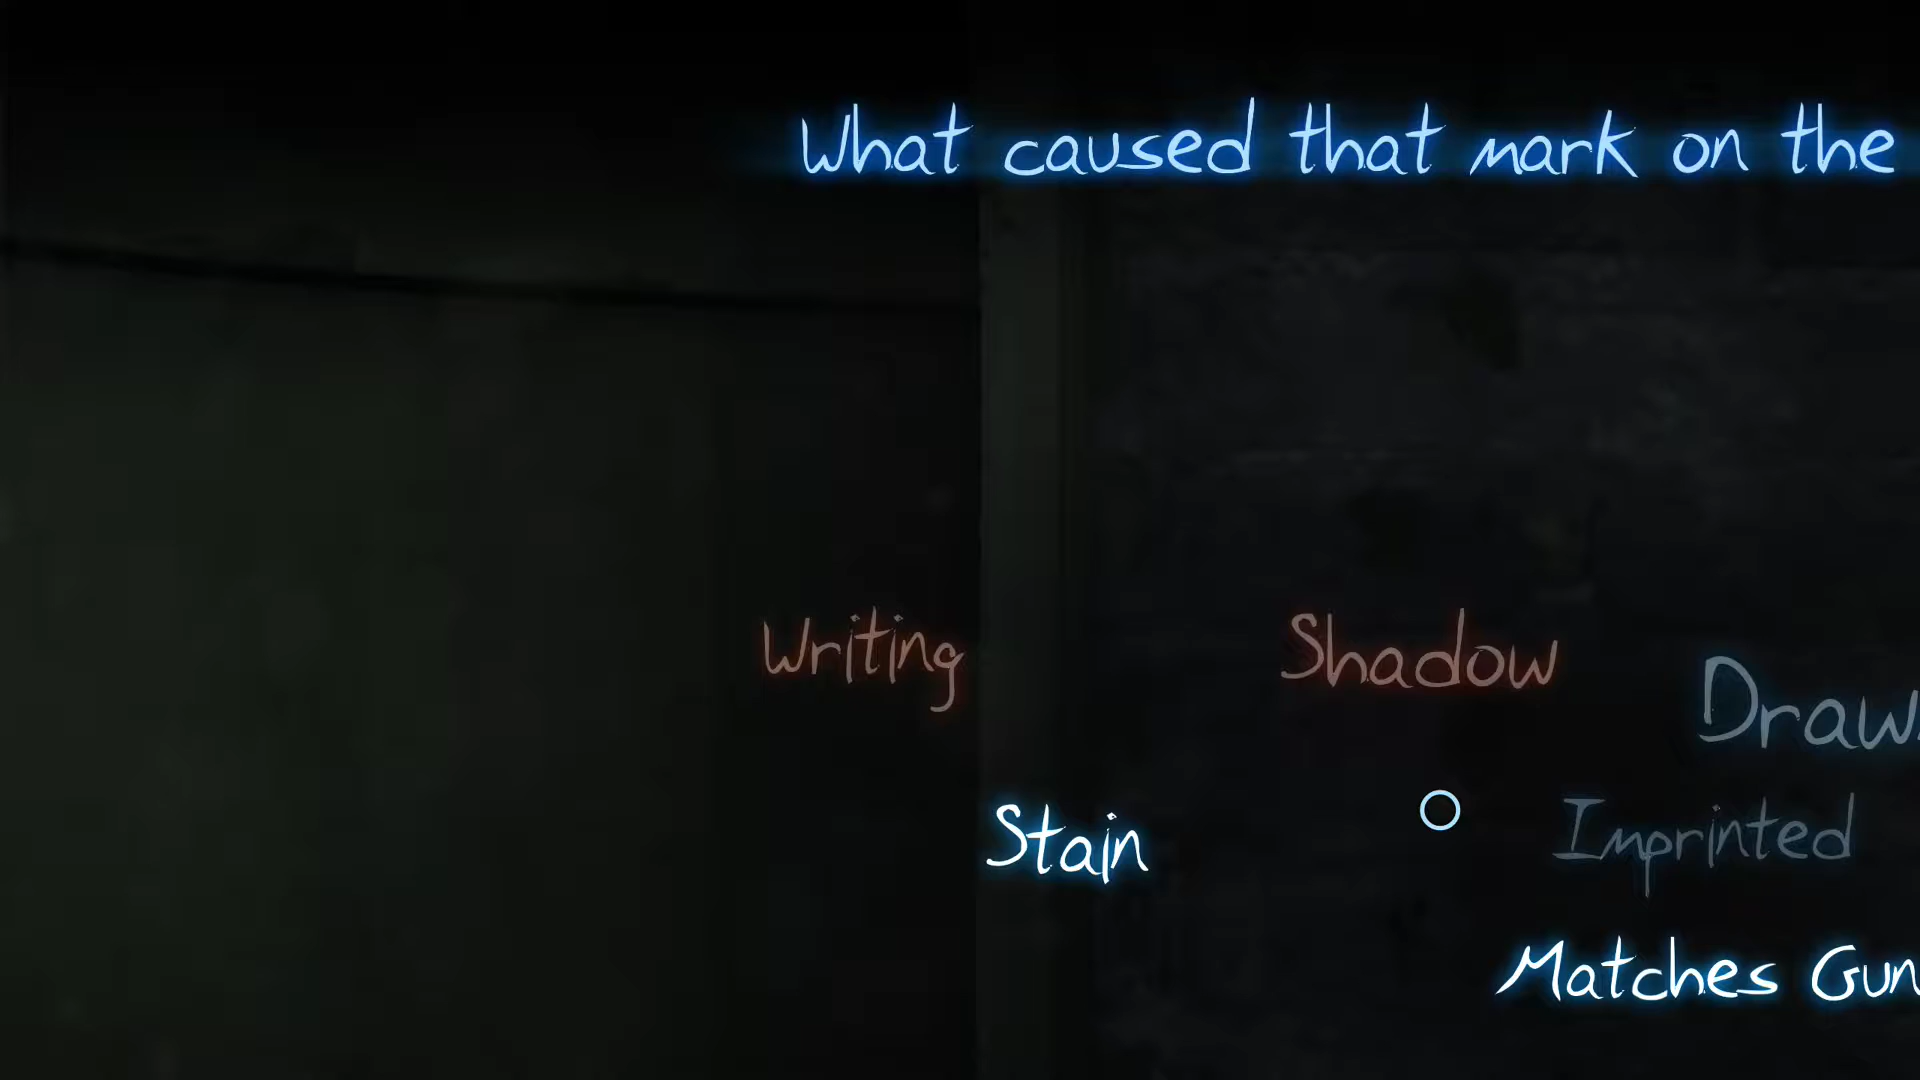 What caused that mark on the
Writing
Shadow
Draw
Stain
Imprinted
Matches Gun